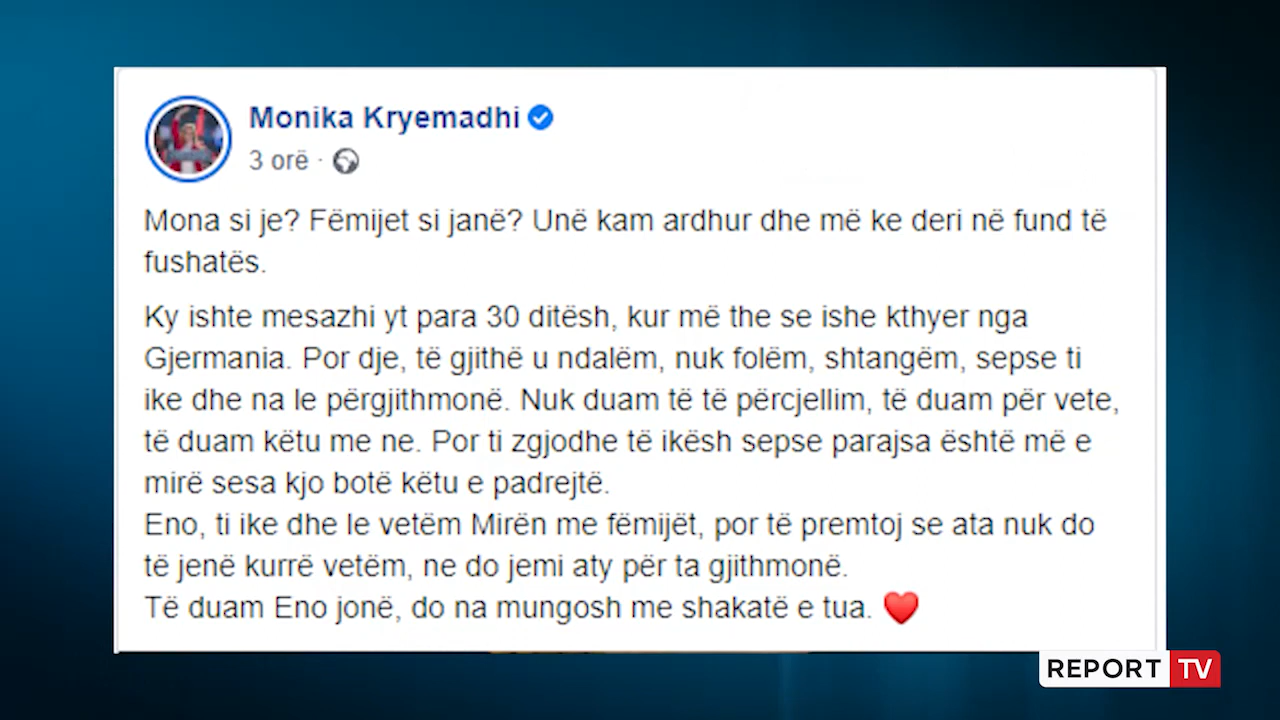 Monika Kryemadhi
3 orë ·
Mona si je? Fëmijet si janë? Unë kam ardhur dhe më ke deri në fund të
fushatës.
Ky ishte mesazhi yt para 30 ditësh, kur më the se ishe kthyer nga
Gjermania. Por dje, të gjithë u ndalëm, nuk folëm, shtangëm, sepse ti
ike dhe na le përgjithmonë. Nuk duam të të përcjellim, të duam për vete,
të duam këtu me ne. Por ti zgjodhe të ikësh sepse parajsa është më e
mirë sesa kjo botë këtu e padrejtë.
Eno, ti ike dhe le vetëm Mirën me fëmijët, por të premtoj se ata nuk do
të jenë kurrë vetëm, ne do jemi aty për ta gjithmonë.
Të duam Eno jonë, do na mungosh me shakatë e tua. ❤️
REPORT TV